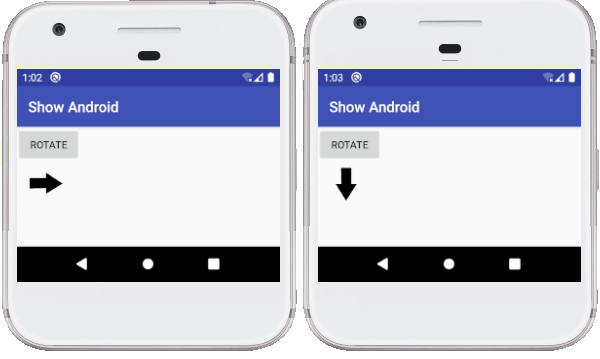 1:02
Show Android
ROTATE
1:03
Show Android
ROTATE